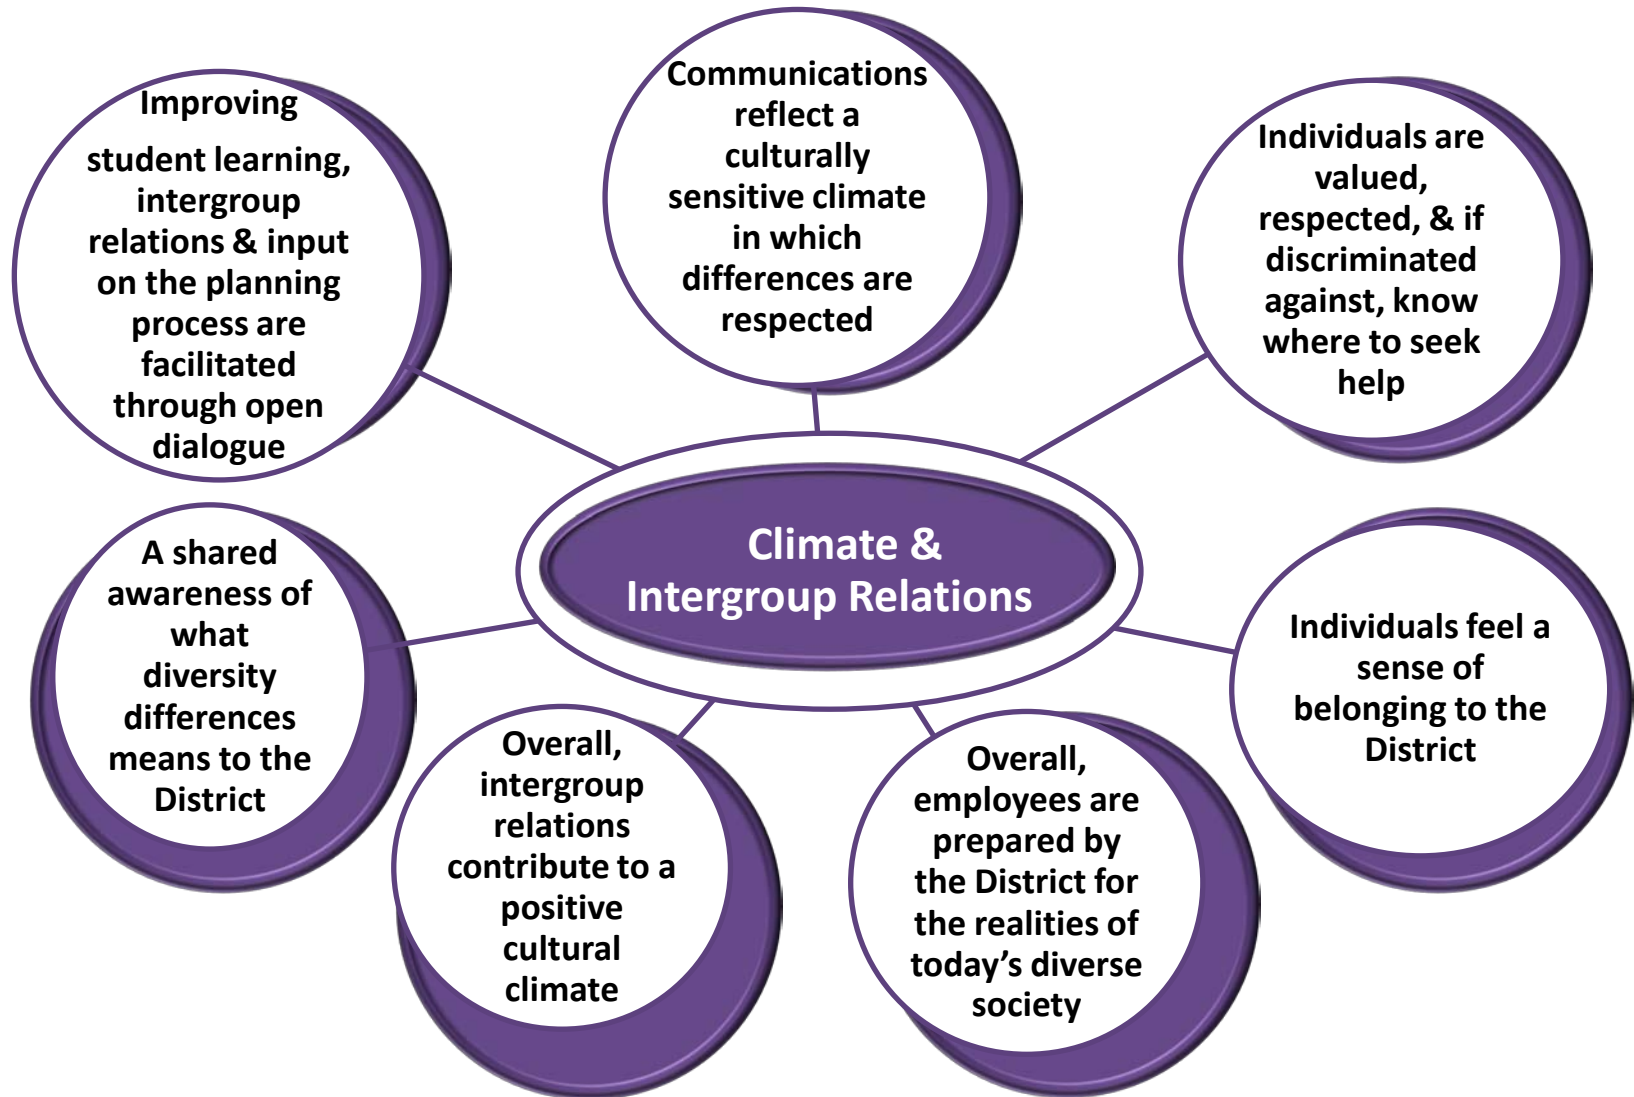 Improving
student learning,
intergroup
relations & input
on the planning
process are
facilitated
through open
dialogue
Communications
reflect a
culturally
sensitive climate
in which
differences are
respected
Individuals are
valued,
respected, & if
discriminated
against, know
where to seek
help
Climate &
Intergroup Relations
A shared
awareness of
what
diversity
differences
means to the
District
Overall,
intergroup
relations
contribute to a
positive
cultural
climate
Overall,
employees are
prepared by
the District for
the realities of
today’s diverse
society
Individuals feel a
sense of
belonging to the
District